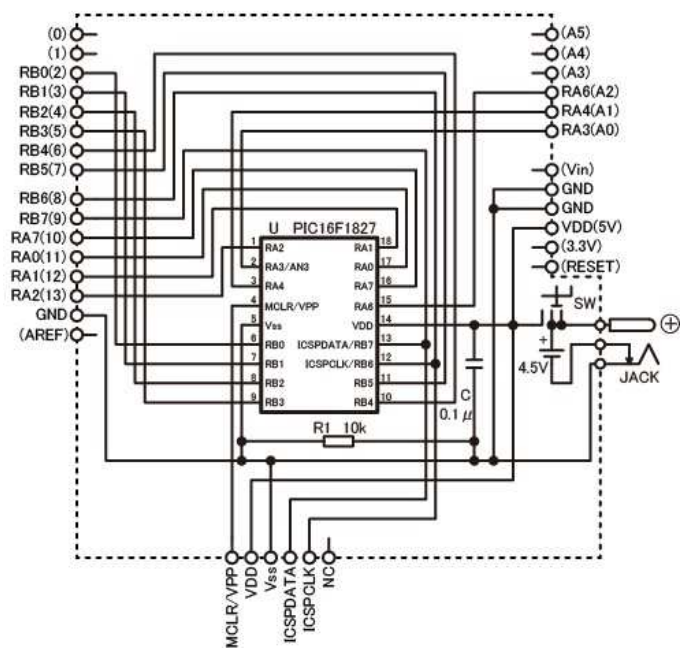 (0)
(1)
RB0(2)
RB1(3)
RB2(4)
RB3(5)
RB4(6)
RB5(7)
RB6(8)
RB7(9)
RA7(10)
RA0(11)
RA1(12)
RA2(13)
GND
(AREF)
(A5)
(A4)
(A3)
RA6(A2)
RA4(A1)
RA3(A0)
(Vin)
GND
GND
VDD(5V)
(3.3V)
(RESET)
U PIC16F1827
1 RA2
2 RA3/AN3
3 RA4
4 MCLR/VPP
5 Vss
6 RB0
7 RB1
8 RB2
9 RB3
RA1 18
RA0 17
RA7 16
RA6 15
VDD 14
ICSPDATA/RB7 13
ICSPCLK/RB6 12
RB5 11
RB4 10
SW
+
+
4.5V
JACK
C
0.1μ
R1 10k
MCLR/VPP
VDD
Vss
ICSPDATA
ICSPCLK
NC